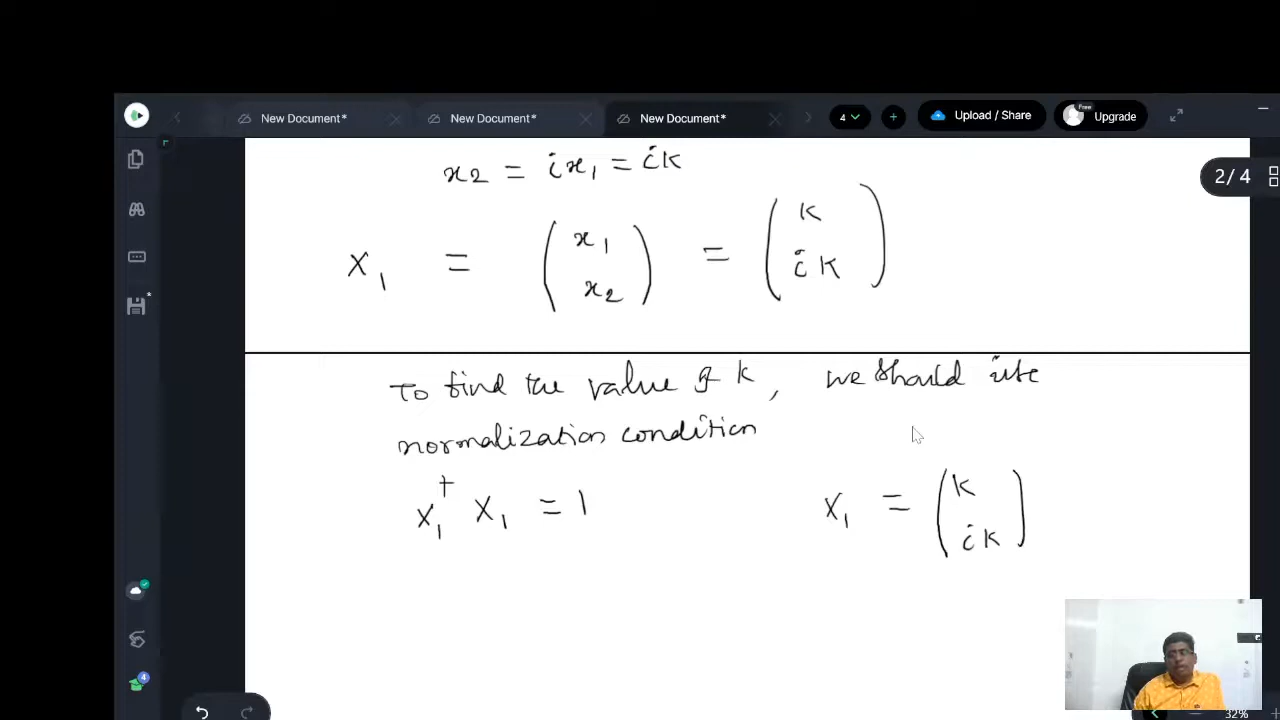 New Document*
New Document*
New Document*
4
Upload / Share
Free
Upgrade
2/ 4
x2 = ix₁ = ik
X₁ = (x₁ x₂) = (k ik)
To find the value of k, we should use
normalization condition
X₁† X₁ = 1
X₁ = (k ik)
4
32%